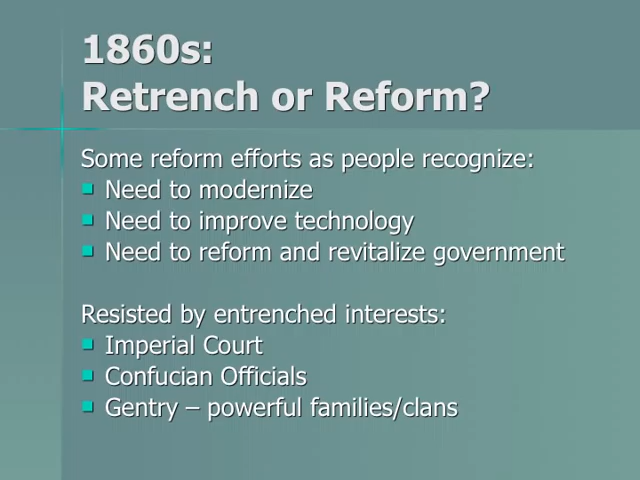 1860s:
Retrench or Reform?
Some reform efforts as people recognize:
Need to modernize
Need to improve technology
Need to reform and revitalize government
Resisted by entrenched interests:
Imperial Court
Confucian Officials
Gentry – powerful families/clans